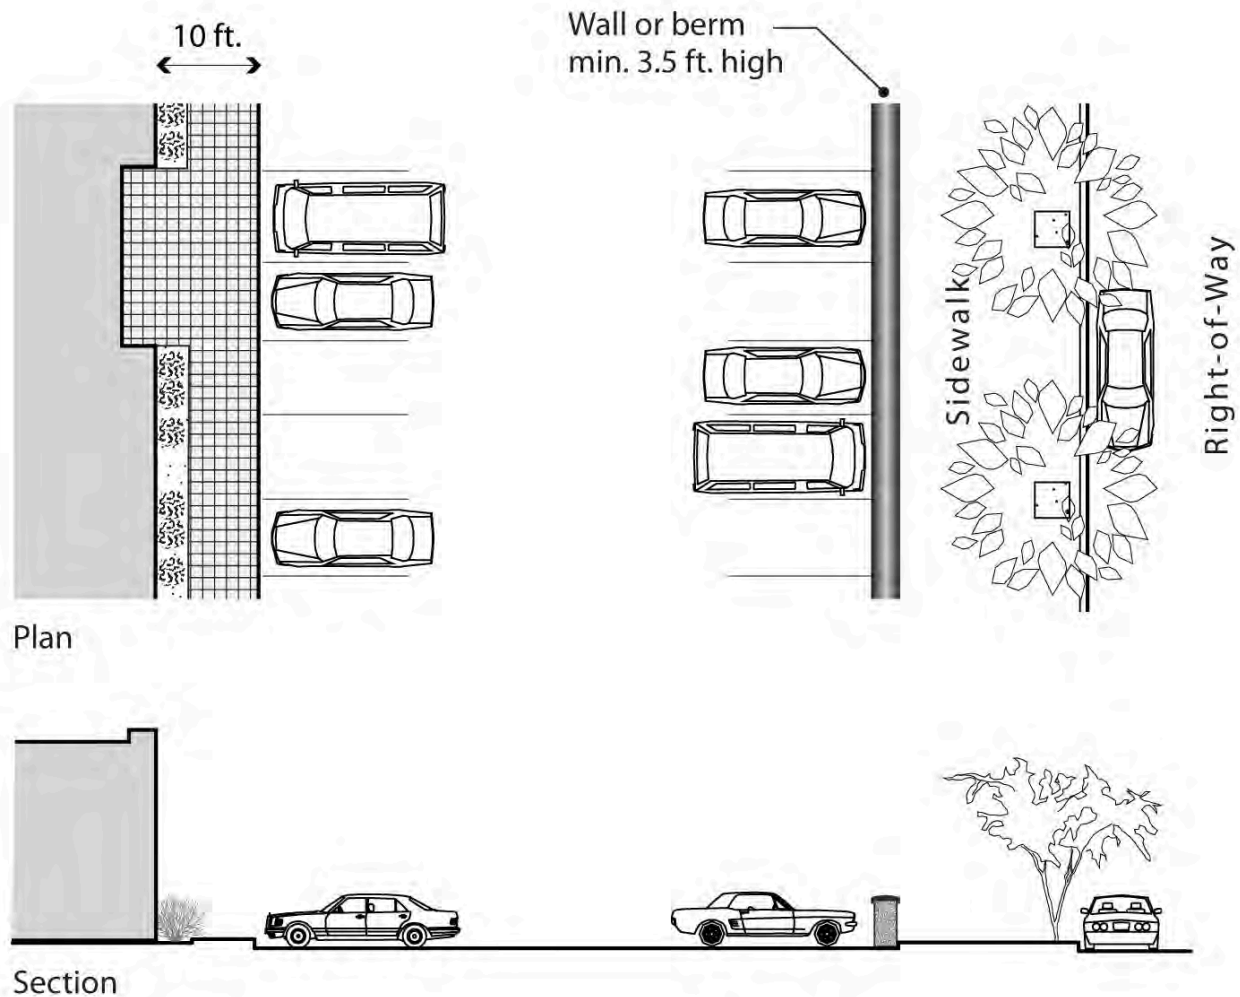 10 ft.
Wall or berm
min. 3.5 ft. high
Sidewalk
Right-of-Way
Plan
Section